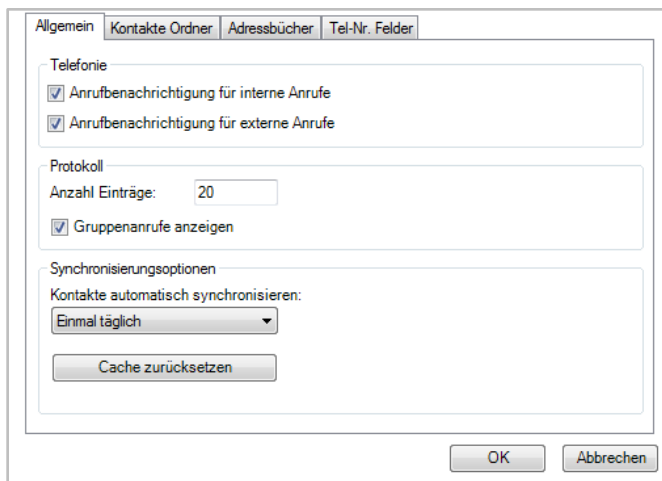 Allgemein Kontakte Ordner Adressbücher Tel-Nr. Felder
Telefonie
Anrufbenachrichtigung für interne Anrufe
Anrufbenachrichtigung für externe Anrufe
Protokoll
Anzahl Einträge: 20
Gruppenanrufe anzeigen
Synchronisierungsoptionen
Kontakte automatisch synchronisieren:
Einmal täglich
Cache zurücksetzen
OK Abbrechen